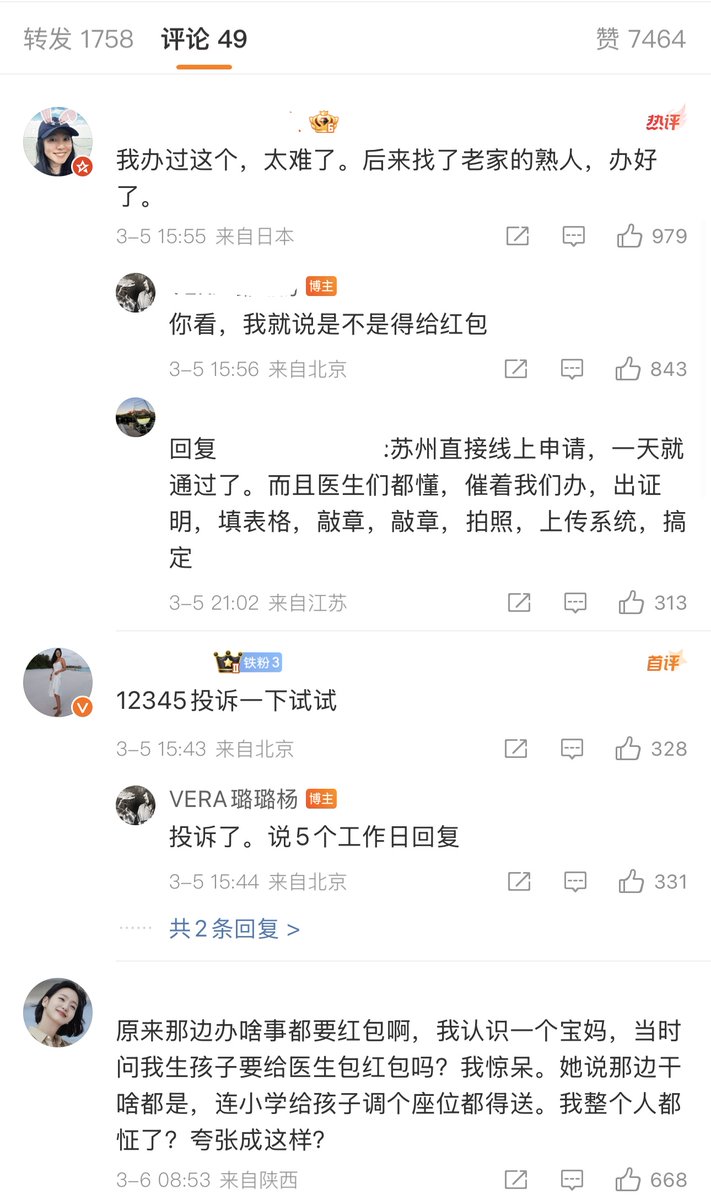 转发 1758 评论 49 赞 7464
热评
我办过这个，太难了。后来找了老家的熟人，办好
了。
3-5 15:55 来自日本 979
博主
你看，我就说是不是得给红包
3-5 15:56 来自北京 843
回复 :苏州直接线上申请，一天就
通过了。而且医生们都懂，催着我们办，出证
明，填表格，敲章，敲章，拍照，上传系统，搞
定
3-5 21:02 来自江苏 313
铁粉3 首评
12345投诉一下试试
3-5 15:43 来自北京 328
VERA璐璐杨 博主
投诉了。说5个工作日回复
3-5 15:44 来自北京 331
共2条回复 >
原来那边办啥事都要红包啊，我认识一个宝妈，当时
问我生孩子要给医生包红包吗？我惊呆。她说那边干
啥都是，连小学给孩子调个座位都得送。我整个人都
怔了？夸张成这样？
3-6 08:53 来自陕西 668